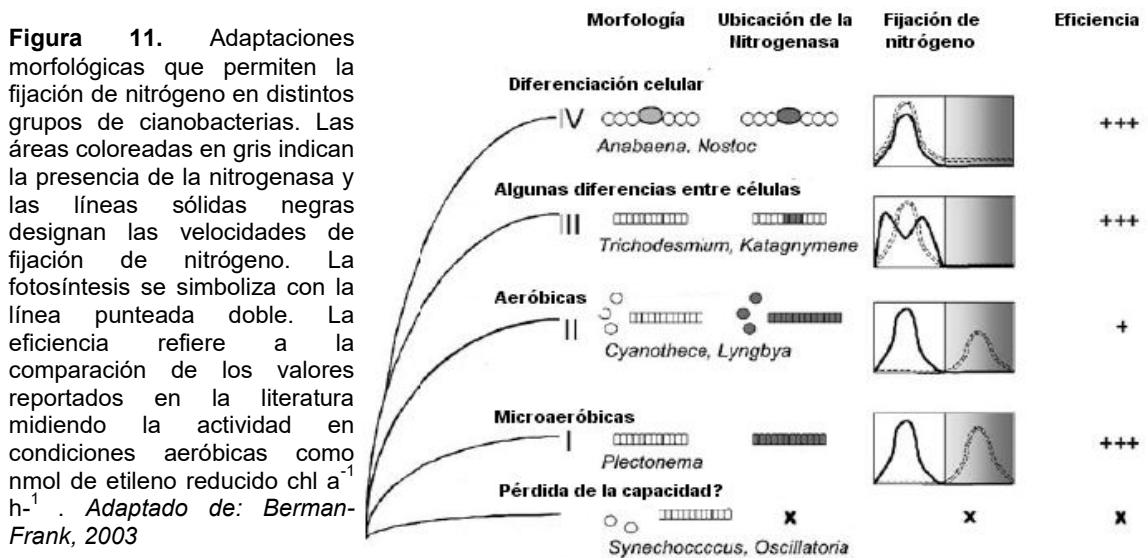 Figura 11. Adaptaciones
morfológicas que permiten la
fijación de nitrógeno en distintos
grupos de cianobacterias. Las
áreas coloreadas en gris indican
la presencia de la nitrogenasa y
las líneas sólidas negras
designan las velocidades de
fijación de nitrógeno. La
fotosíntesis se simboliza con la
línea punteada doble. La
eficiencia refiere a la
comparación de los valores
reportados en la literatura
midiendo la actividad en
condiciones aeróbicas como
nmol de etileno reducido chl a-1
h-1 . Adaptado de: Berman-
Frank, 2003
Morfología Ubicación de la Nitrogenasa Fijación de nitrógeno Eficiencia
Diferenciación celular
IV
Anabaena, Nostoc
+++
Algunas diferencias entre células
III
Trichodesmium, Katagnymene
+++
Aeróbicas
II
Cyanothece, Lyngbya
+
Microaeróbicas
I
Plectonema
+++
Pérdida de la capacidad?
x x x
Synechoccccus, Oscillatoria